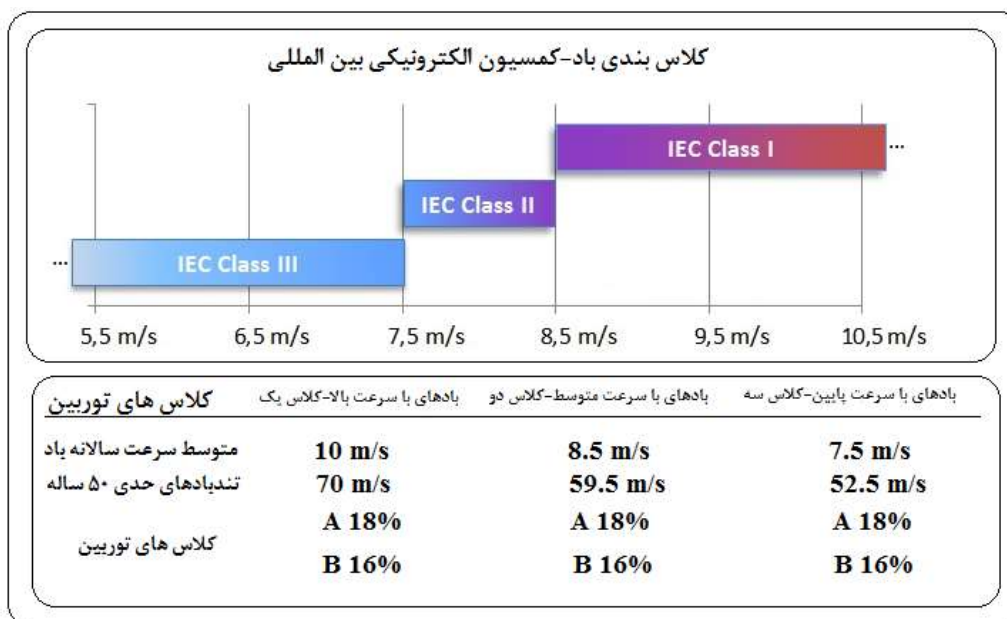 کلاس بندی باد-کمسیون الکترونیکی بین المللی
IEC Class I ...
IEC Class II
... IEC Class III
5,5 m/s 6,5 m/s 7,5 m/s 8,5 m/s 9,5 m/s 10,5 m/s
کلاس های توربین بادهای با سرعت بالا-کلاس یک بادهای با سرعت متوسط-کلاس دو بادهای با سرعت پایین-کلاس سه
متوسط سرعت سالانه باد 10 m/s 8.5 m/s 7.5 m/s
تندبادهای حدی ۵۰ ساله 70 m/s 59.5 m/s 52.5 m/s
کلاس های توربین A 18% A 18% A 18%
B 16% B 16% B 16%